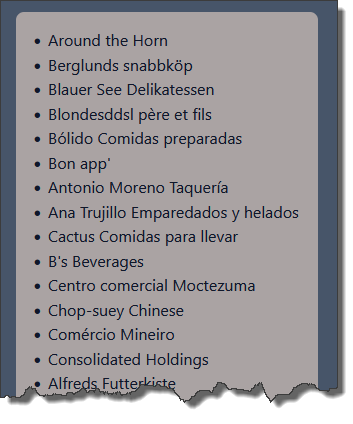 Around the Horn
Berglunds snabbköp
Blauer See Delikatessen
Blondesddsl père et fils
Bólido Comidas preparadas
Bon app'
Antonio Moreno Taquería
Ana Trujillo Emparedados y helados
Cactus Comidas para llevar
B's Beverages
Centro comercial Moctezuma
Chop-suey Chinese
Comércio Mineiro
Consolidated Holdings
Alfreds Futterkiste